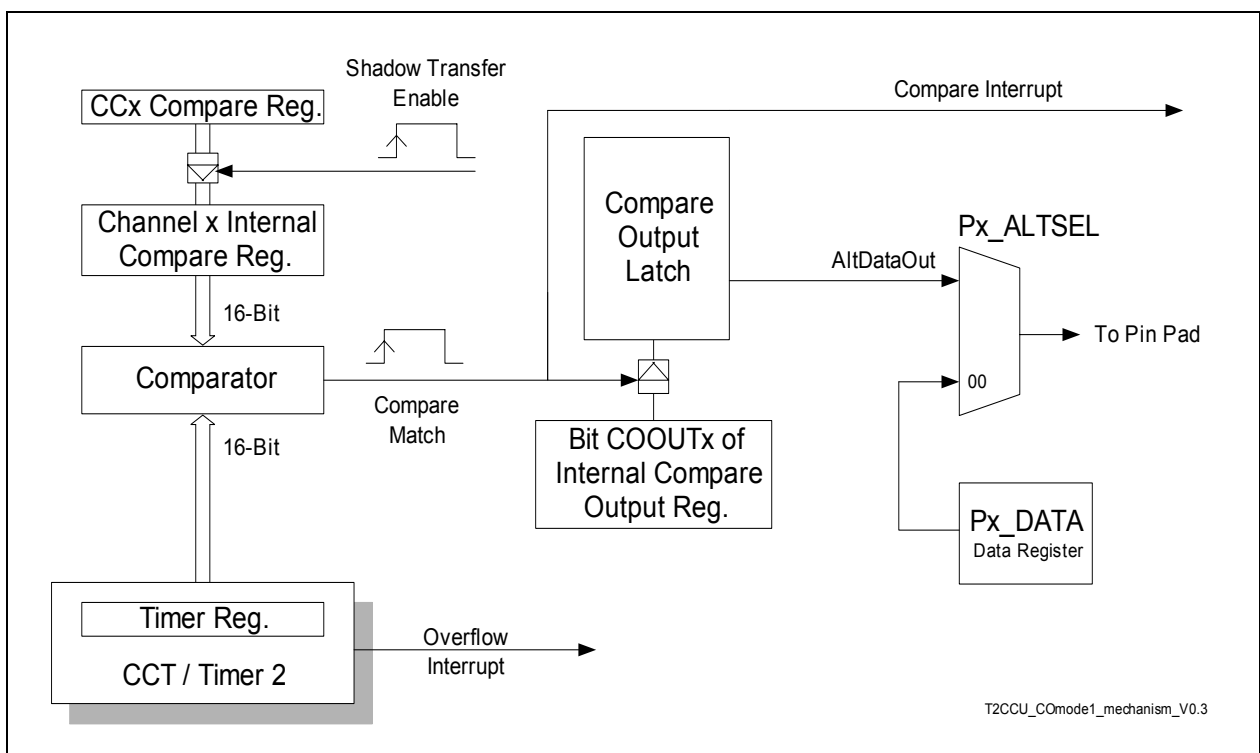 Shadow Transfer
Enable
CCx Compare Reg.
Compare Interrupt
Channel x Internal
Compare Reg.
Compare
Output
Latch
Px_ALTSEL
AltDataOut
16-Bit
To Pin Pad
Comparator
00
Compare
Match
16-Bit
Bit COOUTx of
Internal Compare
Output Reg.
Px_DATA
Data Register
Timer Reg.
CCT / Timer 2
Overflow
Interrupt
T2CCU_COmode1_mechanism_V0.3